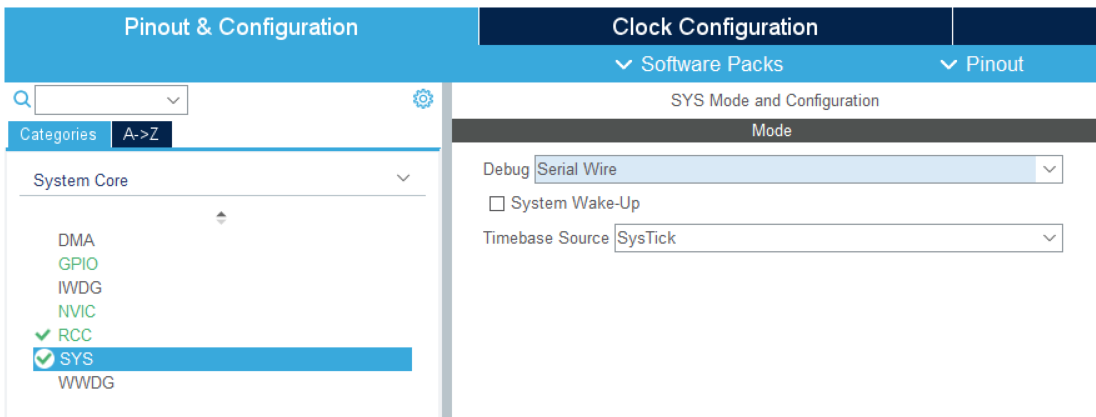 Pinout & Configuration
Clock Configuration
Software Packs
Pinout
Categories
A->Z
System Core
DMA
GPIO
IWDG
NVIC
RCC
SYS
WWDG
SYS Mode and Configuration
Mode
Debug Serial Wire
System Wake-Up
Timebase Source SysTick